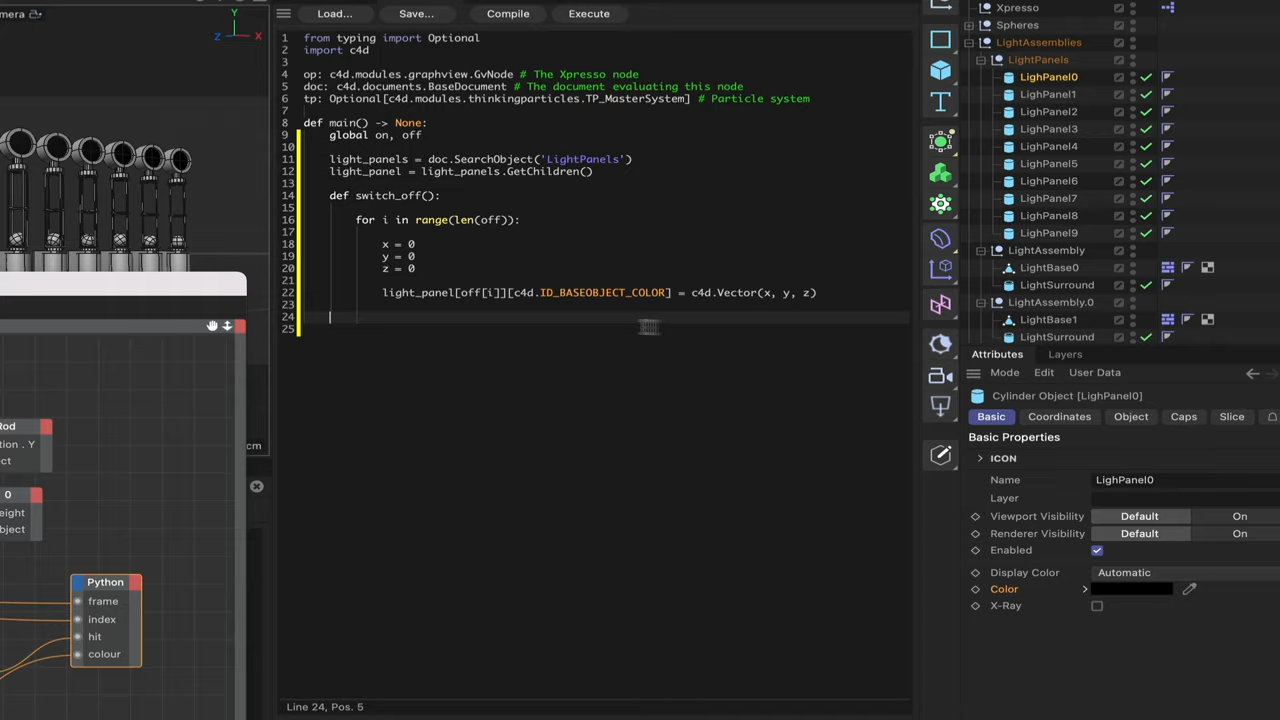 amera
Y
Z
X
Load...
Save...
Compile
Execute
1 from typing import Optional
2 import c4d
3
4 op: c4d.modules.graphview.GvNode # The Xpresso node
5 doc: c4d.documents.BaseDocument # The document evaluating this node
6 tp: Optional[c4d.modules.thinkingparticles.TP_MasterSystem] # Particle system
7
8 def main() -> None:
9 global on, off
10
11 light_panels = doc.SearchObject('LightPanels')
12 light_panel = light_panels.GetChildren()
13
14 def switch_off():
15
16 for i in range(len(off)):
17
18 x = 0
19 y = 0
20 z = 0
21
22 light_panel[off[i]][c4d.ID_BASEOBJECT_COLOR] = c4d.Vector(x, y, z)
23
24
25
Line 24, Pos. 5
cm
Rod
tion . Y
ect
0
eight
bject
Python
frame
index
hit
colour
Xpresso
Spheres
LightAssemblies
LightPanels
LighPanel0
LighPanel1
LighPanel2
LighPanel3
LighPanel4
LighPanel5
LighPanel6
LighPanel7
LighPanel8
LighPanel9
LightAssembly
LightBase0
LightSurround
LightAssembly.0
LightBase1
LightSurround
Attributes
Layers
Mode
Edit
User Data
Cylinder Object [LighPanel0]
Basic
Coordinates
Object
Caps
Slice
Basic Properties
ICON
Name
LighPanel0
Layer
Viewport Visibility
Default
On
Renderer Visibility
Default
On
Enabled
Display Color
Automatic
Color
X-Ray